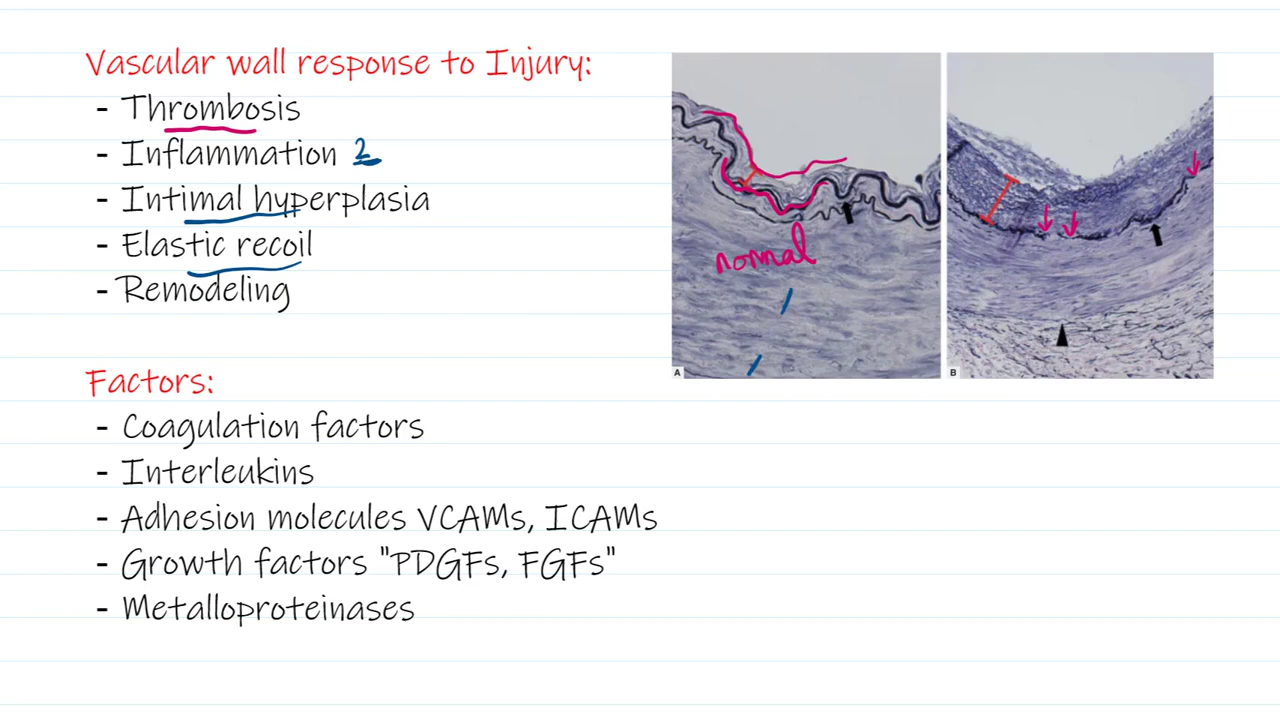 Vascular wall response to Injury:
- Thrombosis
- Inflammation 2
- Intimal hyperplasia
- Elastic recoil
- Remodeling
normal
A
B
Factors:
- Coagulation factors
- Interleukins
- Adhesion molecules VCAMs, ICAMs
- Growth factors "PDGFs, FGFs"
- Metalloproteinases